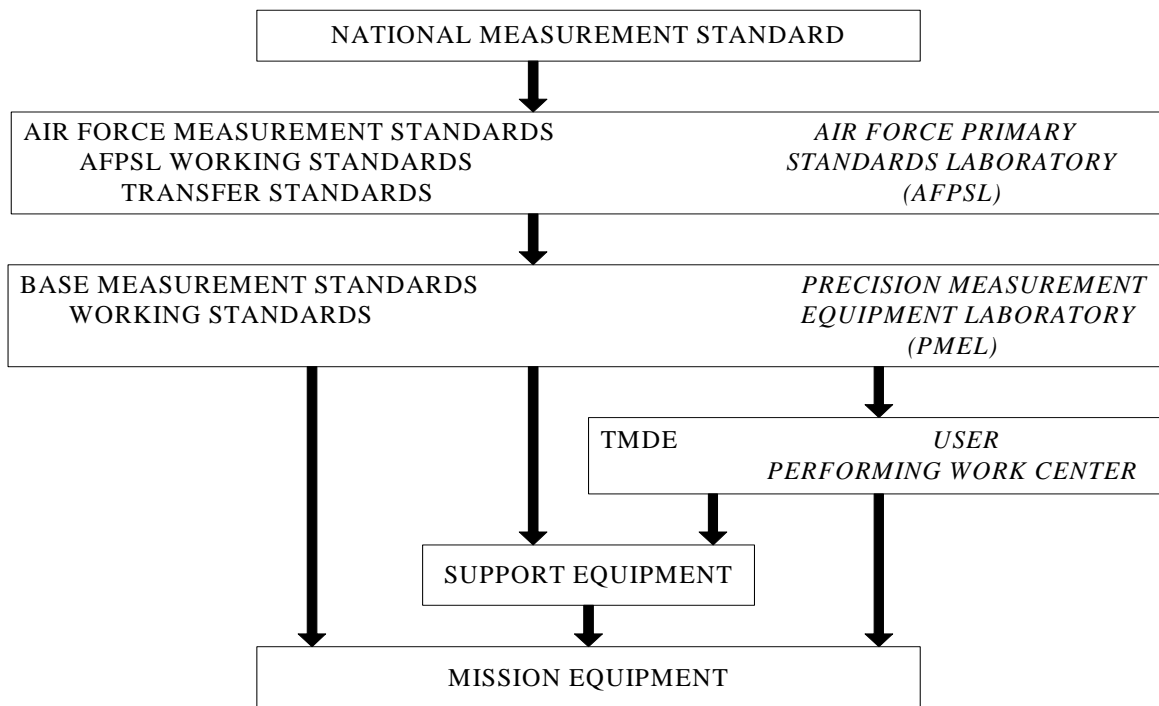 NATIONAL MEASUREMENT STANDARD
AIR FORCE MEASUREMENT STANDARDS
AFPSL WORKING STANDARDS
TRANSFER STANDARDS
AIR FORCE PRIMARY
STANDARDS LABORATORY
(AFPSL)
BASE MEASUREMENT STANDARDS
WORKING STANDARDS
PRECISION MEASUREMENT
EQUIPMENT LABORATORY
(PMEL)
TMDE
USER
PERFORMING WORK CENTER
SUPPORT EQUIPMENT
MISSION EQUIPMENT